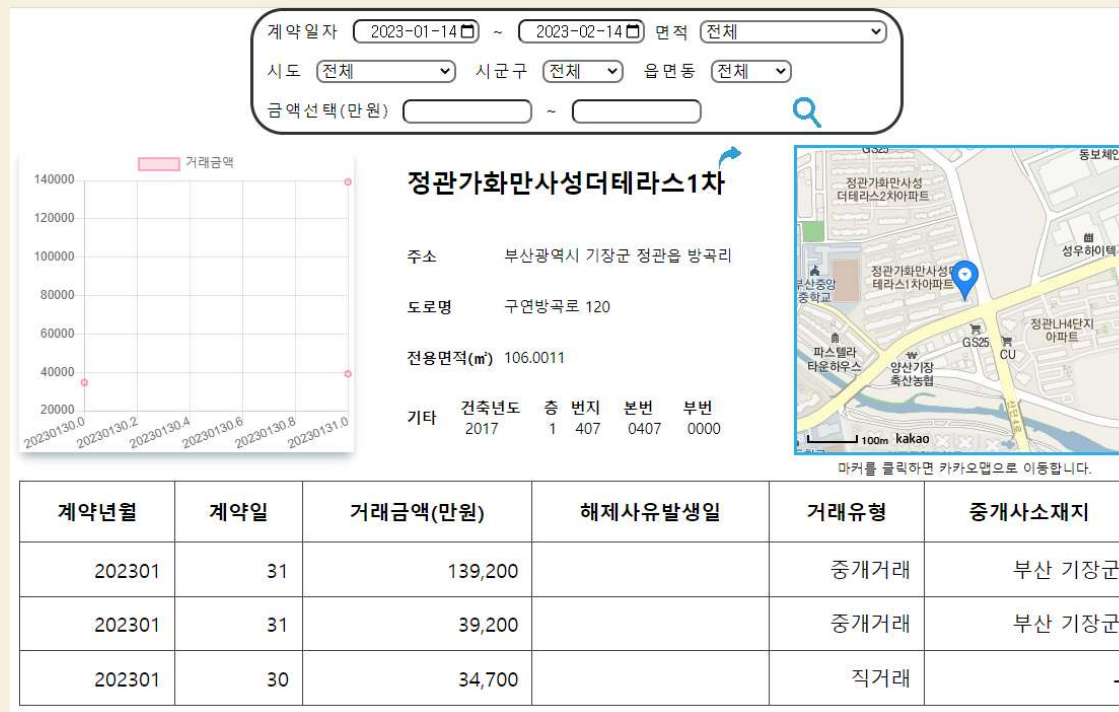 계약일자 2023-01-14 ~ 2023-02-14 면적 전체
시도 전체 시군구 전체 읍면동 전체
금액선택(만원) ~
거래금액
140000
120000
100000
80000
60000
40000
20000
20230130.0 20230130.2 20230130.4 20230130.6 20230130.8 20230131.0
정관가화만사성더테라스1차
주소 부산광역시 기장군 정관읍 방곡리
도로명 구연방곡로 120
전용면적(㎡) 106.0011
기타 건축년도 층 번지 본번 부번
2017 1 407 0407 0000
GS25
정관가화만사성
더테라스2차아파트
성우하이텍
정관가화만사성더
테라스1차아파트
부산중앙
중학교
정관LH4단지
아파트
GS25
CU
파스텔라
타운하우스
양산기장
축산농협
산단4로
100m kakao
마커를 클릭하면 카카오맵으로 이동합니다.
계약년월 계약일 거래금액(만원) 해제사유발생일 거래유형 중개사소재지
202301 31 139,200 중개거래 부산 기장군
202301 31 39,200 중개거래 부산 기장군
202301 30 34,700 직거래 -